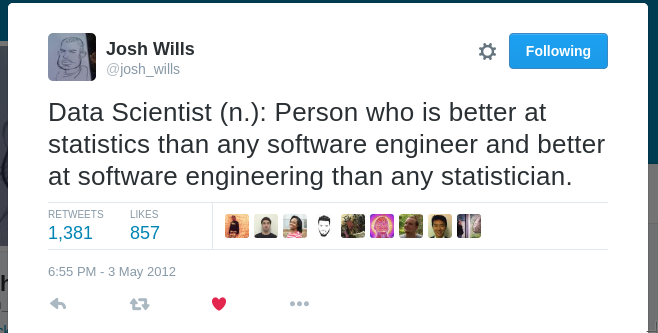 Josh Wills
@josh_wills
Following
Data Scientist (n.): Person who is better at
statistics than any software engineer and better
at software engineering than any statistician.
RETWEETS
1,381
LIKES
857
6:55 PM - 3 May 2012